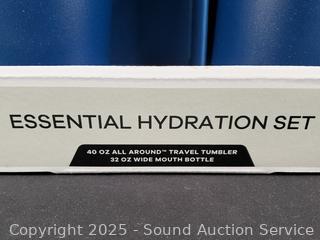 ESSENTIAL HYDRATION SET
40 OZ ALL AROUND™ TRAVEL TUMBLER
32 OZ WIDE MOUTH BOTTLE
Copyright 2025 - Sound Auction Service